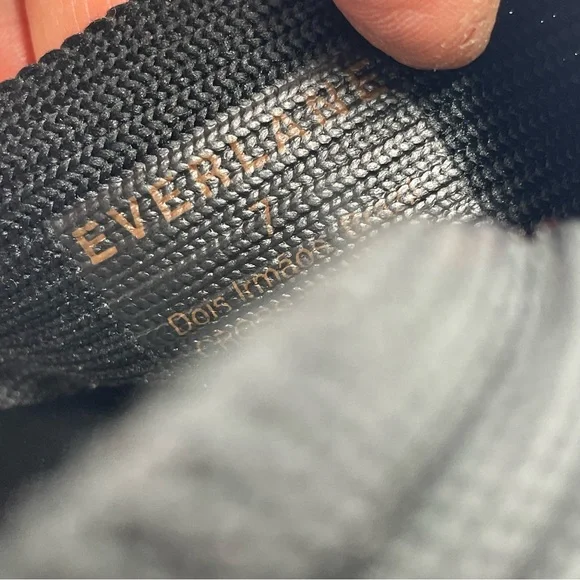 EVERLANE
7
Dois Irmãos,